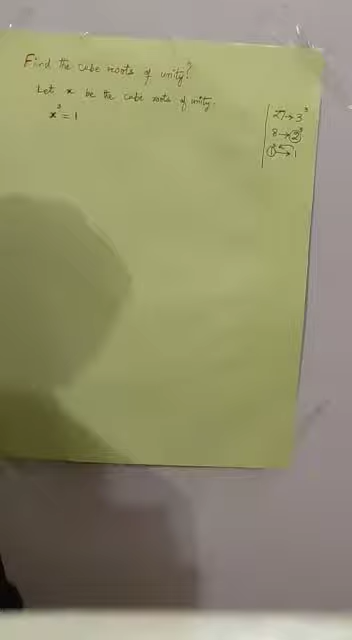 Find the cube roots of unity?
Let x be the cube roots of unity.
x³ = 1
27→3³
8→2³
1³→1